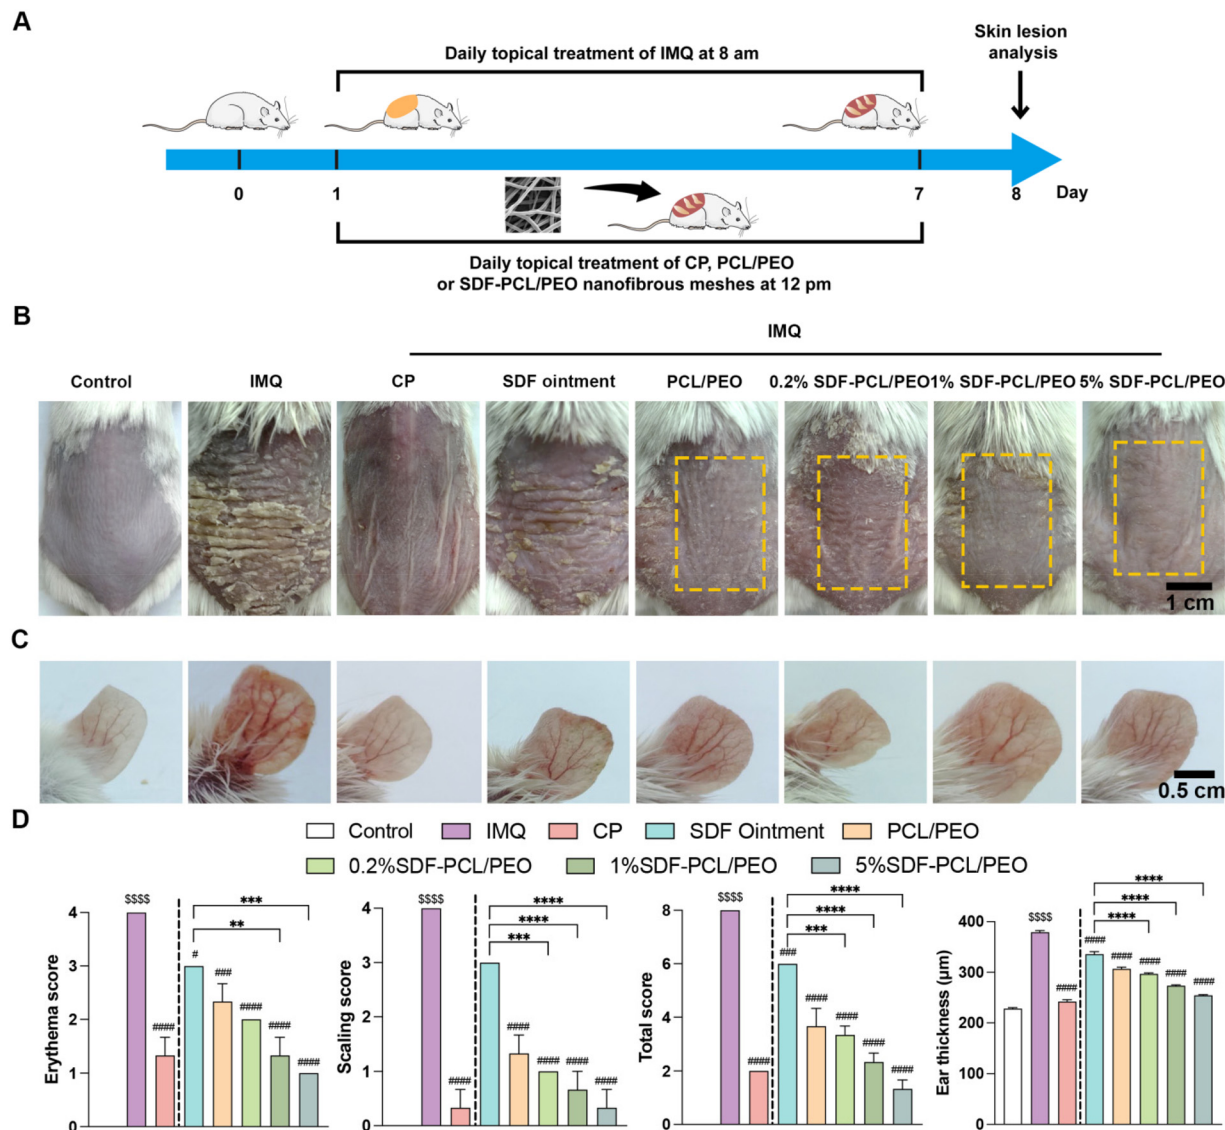 A
Daily topical treatment of IMQ at 8 am
Skin lesion
analysis
0
1
7
8
Day
Daily topical treatment of CP, PCL/PEO
or SDF-PCL/PEO nanofibrous meshes at 12 pm
B
IMQ
Control
IMQ
CP
SDF ointment
PCL/PEO
0.2% SDF-PCL/PEO
1% SDF-PCL/PEO
5% SDF-PCL/PEO
1 cm
C
0.5 cm
D
Control
IMQ
CP
SDF Ointment
PCL/PEO
0.2%SDF-PCL/PEO
1%SDF-PCL/PEO
5%SDF-PCL/PEO
Erythema score
4
3
2
1
0
$$$$
####
#
###
####
####
####
**
***
Scaling score
4
3
2
1
0
$$$$
####
####
####
####
####
***
****
****
Total score
8
6
4
2
0
$$$$
####
###
####
####
####
####
***
****
****
Ear thickness (μm)
400
300
200
100
0
$$$$
####
####
####
####
####
####
****
****
****